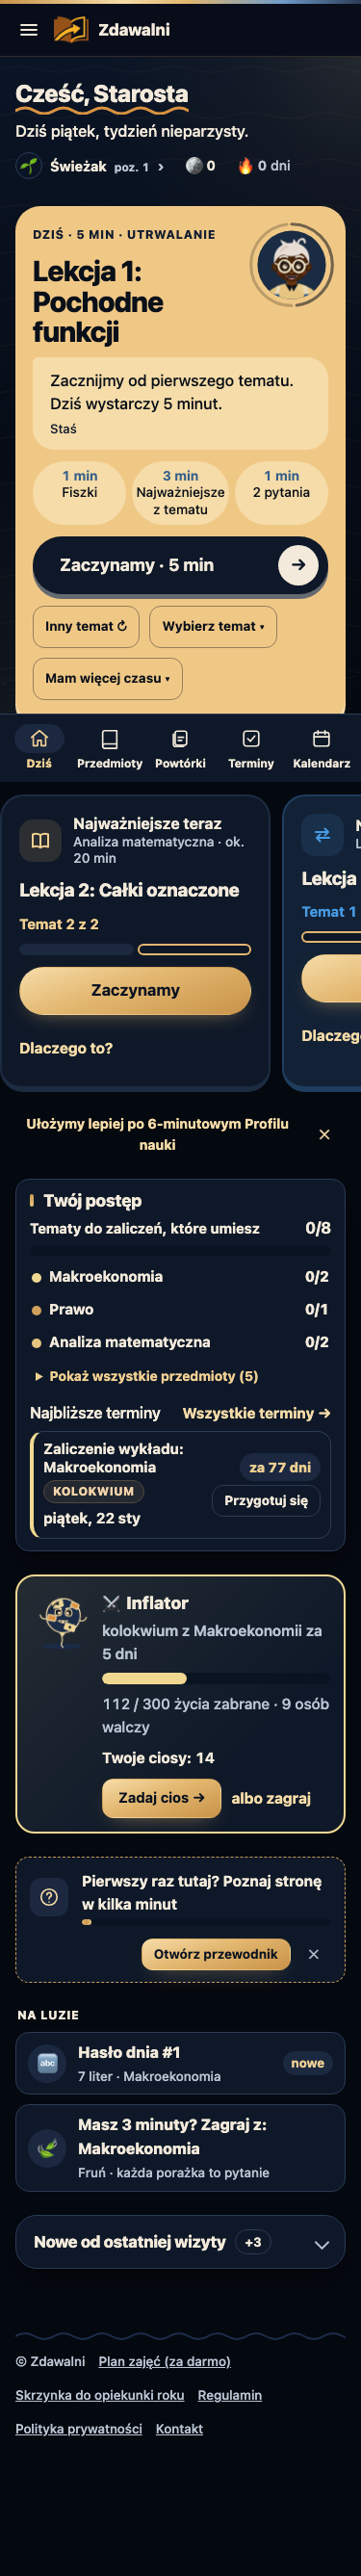 Zdawalni
Cześć, Starosta
Dziś piątek, tydzień nieparzysty.
Świeżak poz. 1 › 0 0 dni
DZIŚ · 5 MIN · UTRWALANIE
Lekcja 1:
Pochodne
funkcji
Zacznijmy od pierwszego tematu.
Dziś wystarczy 5 minut.
Staś
1 min
Fiszki
3 min
Najważniejsze
z tematu
1 min
2 pytania
Zaczynamy · 5 min →
Inny temat ↻
Wybierz temat ▾
Mam więcej czasu ▾
Dziś
Przedmioty
Powtórki
Terminy
Kalendarz
Najważniejsze teraz
Analiza matematyczna · ok.
20 min
Lekcja 2: Całki oznaczone
Temat 2 z 2
Zaczynamy
Dlaczego to?
Lekcja
Temat 1
Ułożymy lepiej po 6-minutowym Profilu
nauki
Twój postęp
Tematy do zaliczeń, które umiesz 0/8
Makroekonomia 0/2
Prawo 0/1
Analiza matematyczna 0/2
▶ Pokaż wszystkie przedmioty (5)
Najbliższe terminy Wszystkie terminy →
Zaliczenie wykładu:
Makroekonomia
KOLOKWIUM
piątek, 22 sty
za 77 dni
Przygotuj się
⚔ Inflator
kolokwium z Makroekonomii za
5 dni
112 / 300 życia zabrane · 9 osób
walczy
Twoje ciosy: 14
Zadaj cios → albo zagraj
Pierwszy raz tutaj? Poznaj stronę
w kilka minut
Otwórz przewodnik ✕
NA LUZIE
abc
Hasło dnia #1
7 liter · Makroekonomia
nowe
Masz 3 minuty? Zagraj z:
Makroekonomia
Fruń · każda porażka to pytanie
Nowe od ostatniej wizyty +3
© Zdawalni Plan zajęć (za darmo)
Skrzynka do opiekunki roku Regulamin
Polityka prywatności Kontakt